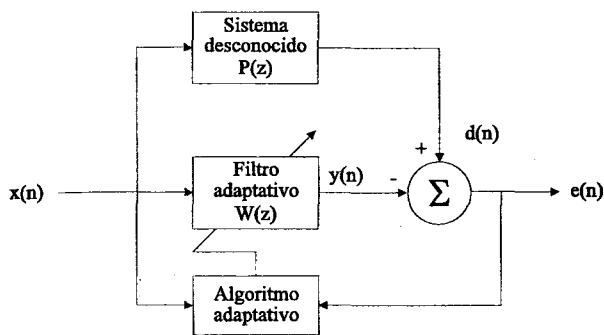 Sistema
desconocido
P(z)
+
d(n)
x(n)
Filtro
adaptativo
W(z)
y(n)
-
Σ
e(n)
Algoritmo
adaptativo